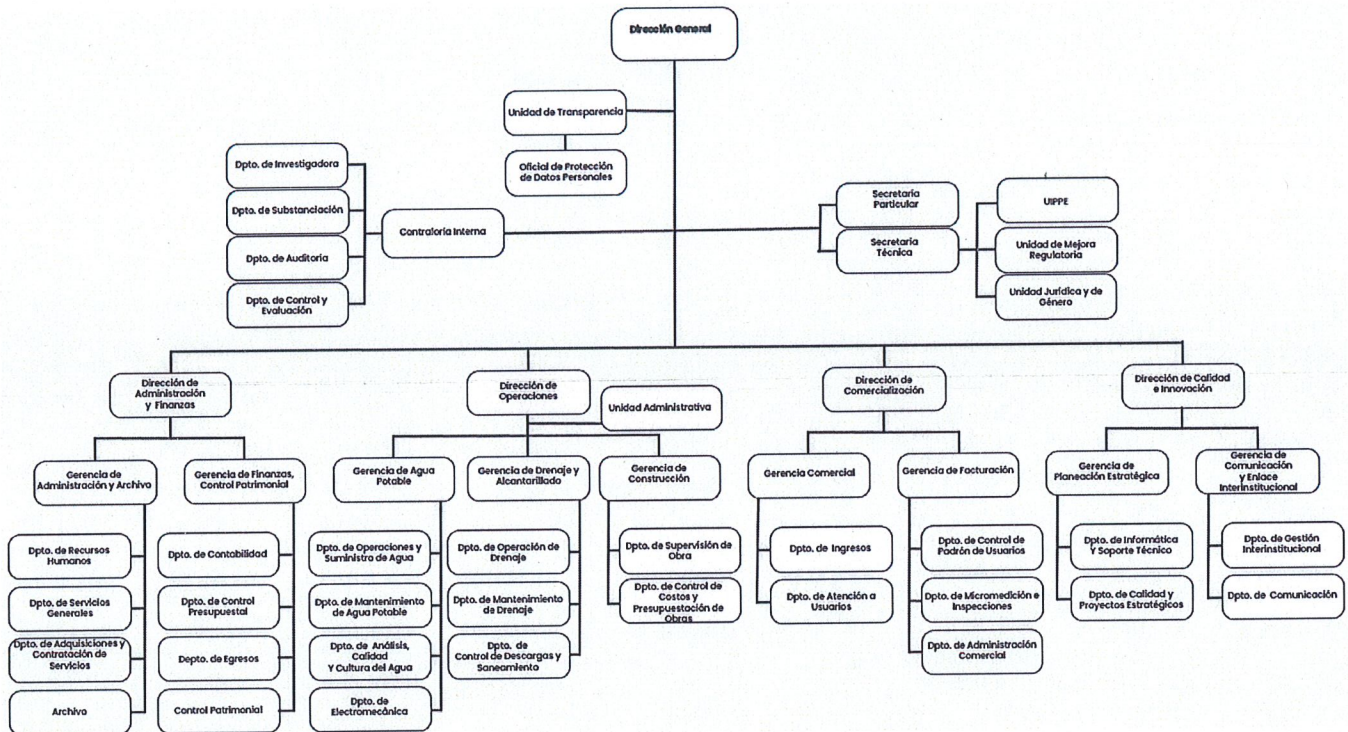 Dirección General
Unidad de Transparencia
Oficial de Protección
de Datos Personales
Dpto. de Investigadora
Dpto. de Substanciación
Dpto. de Auditoria
Dpto. de Control y
Evaluación
Contraloria Interna
Secretaria
Particular
Secretaria
Técnica
UIPPE
Unidad de Mejora
Regulatoria
Unidad Jurídica y de
Género
Dirección de
Administración
y Finanzas
Dirección de
Operaciones
Unidad Administrativa
Dirección de
Comercialización
Dirección de Calidad
e Innovación
Gerencia de
Administración y Archivo
Gerencia de Finanzas,
Control Patrimonial
Gerencia de Agua
Potable
Gerencia de Drenaje y
Alcantarillado
Gerencia de
Construcción
Gerencia Comercial
Gerencia de Facturación
Gerencia de
Planeación Estratégica
Gerencia de
Comunicación
y Enlace
Interinstitucional
Dpto. de Recursos
Humanos
Dpto. de Servicios
Generales
Dpto. de Adquisiciones y
Contratación de
Servicios
Archivo
Dpto. de Contabilidad
Dpto. de Control
Presupuestal
Depto. de Egresos
Control Patrimonial
Dpto. de Operaciones y
Suministro de Agua
Dpto. de Mantenimiento
de Agua Potable
Dpto. de Análisis,
Calidad
Y Cultura del Agua
Dpto. de
Electromecánica
Dpto. de Operación de
Drenaje
Dpto. de Mantenimiento
de Drenaje
Dpto. de
Control de Descargas y
Saneamiento
Dpto. de Supervisión de
Obra
Dpto. de Control de
Costos y
Presupuestación de
Obras
Dpto. de Ingresos
Dpto. de Atención a
Usuarios
Dpto. de Control de
Padrón de Usuarios
Dpto. de Micromedición e
Inspecciones
Dpto. de Administración
Comercial
Dpto. de Informática
Y Soporte Técnico
Dpto. de Calidad y
Proyectos Estratégicos
Dpto. de Gestión
Interinstitucional
Dpto. de Comunicación